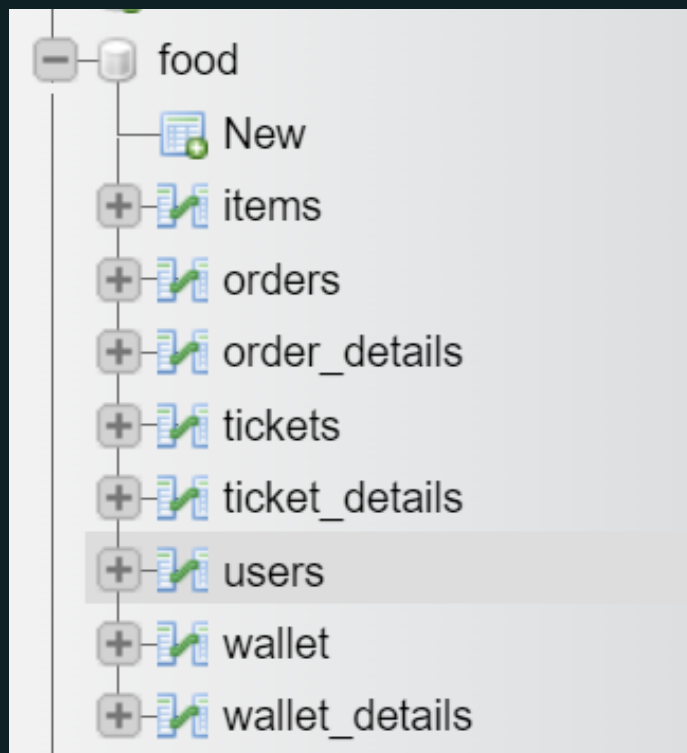 food
New
items
orders
order_details
tickets
ticket_details
users
wallet
wallet_details